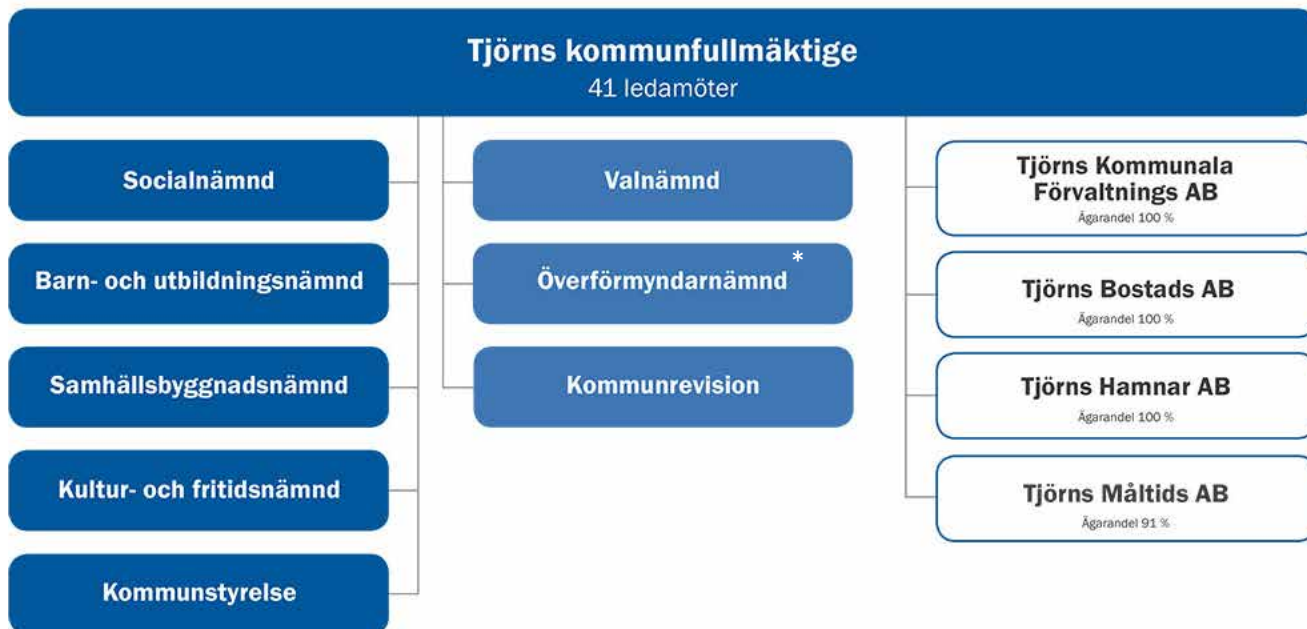 Tjörns kommunfullmäktige
41 ledamöter
Socialnämnd
Barn- och utbildningsnämnd
Samhällsbyggnadsnämnd
Kultur- och fritidsnämnd
Kommunstyrelse
Valnämnd
Överförmyndarnämnd *
Kommunrevision
Tjörns Kommunala
Förvaltnings AB
Ägarandel 100 %
Tjörns Bostads AB
Ägarandel 100 %
Tjörns Hamnar AB
Ägarandel 100 %
Tjörns Måltids AB
Ägarandel 91 %